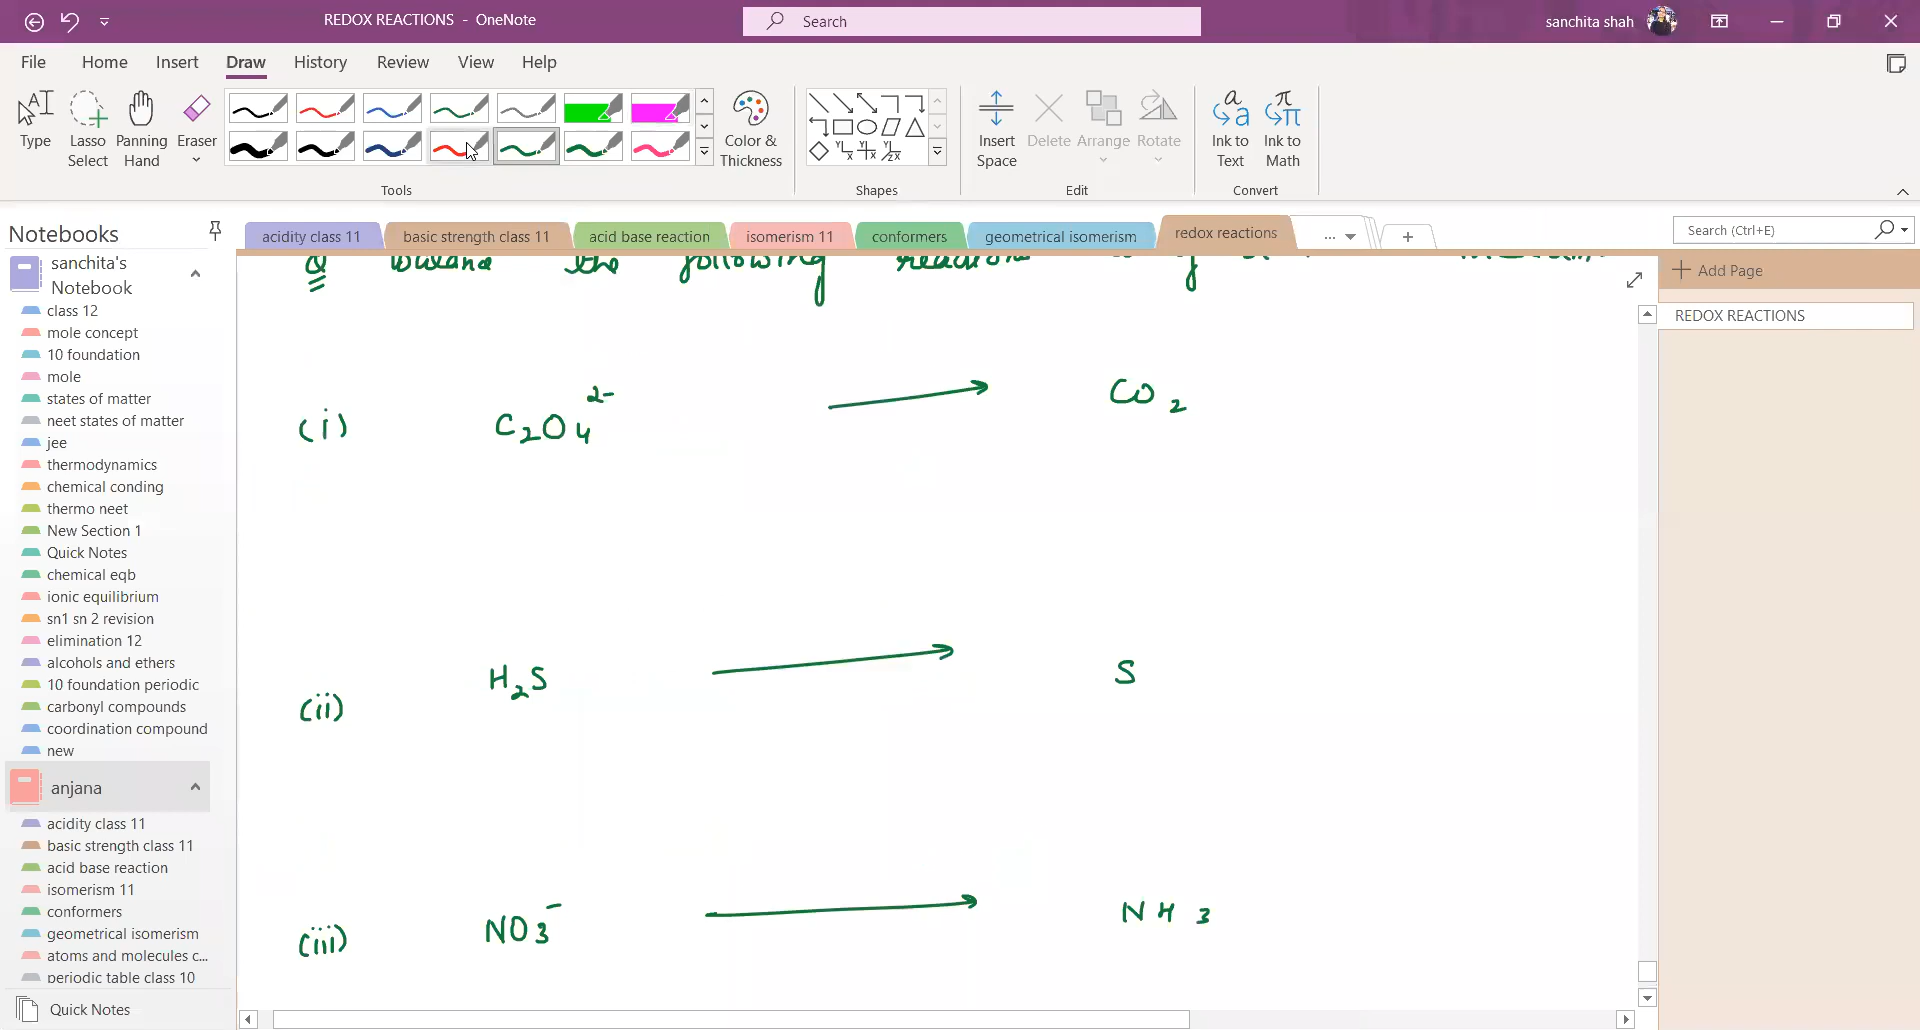 REDOX REACTIONS - OneNote
Search
sanchita shah
File Home Insert Draw History Review View Help
Type
Lasso Select
Panning Hand
Eraser
Color & Thickness
Insert Space
Delete
Arrange
Rotate
a a
Ink to Text
π π
Ink to Math
Tools
Shapes
Edit
Convert
Notebooks
acidity class 11
basic strength class 11
acid base reaction
isomerism 11
conformers
geometrical isomerism
redox reactions
...
Search (Ctrl+E)
Add Page
REDOX REACTIONS
sanchita's Notebook
class 12
mole concept
10 foundation
mole
states of matter
neet states of matter
jee
thermodynamics
chemical conding
thermo neet
New Section 1
Quick Notes
chemical eqb
ionic equilibrium
sn1 sn 2 revision
elimination 12
alcohols and ethers
10 foundation periodic
carbonyl compounds
coordination compound
new
anjana
acidity class 11
basic strength class 11
acid base reaction
isomerism 11
conformers
geometrical isomerism
atoms and molecules c...
periodic table class 10
Quick Notes
Q balance the following reactions
(i) C₂O₄²⁻ → CO₂
(ii) H₂S → S
(iii) NO₃⁻ → NH₃